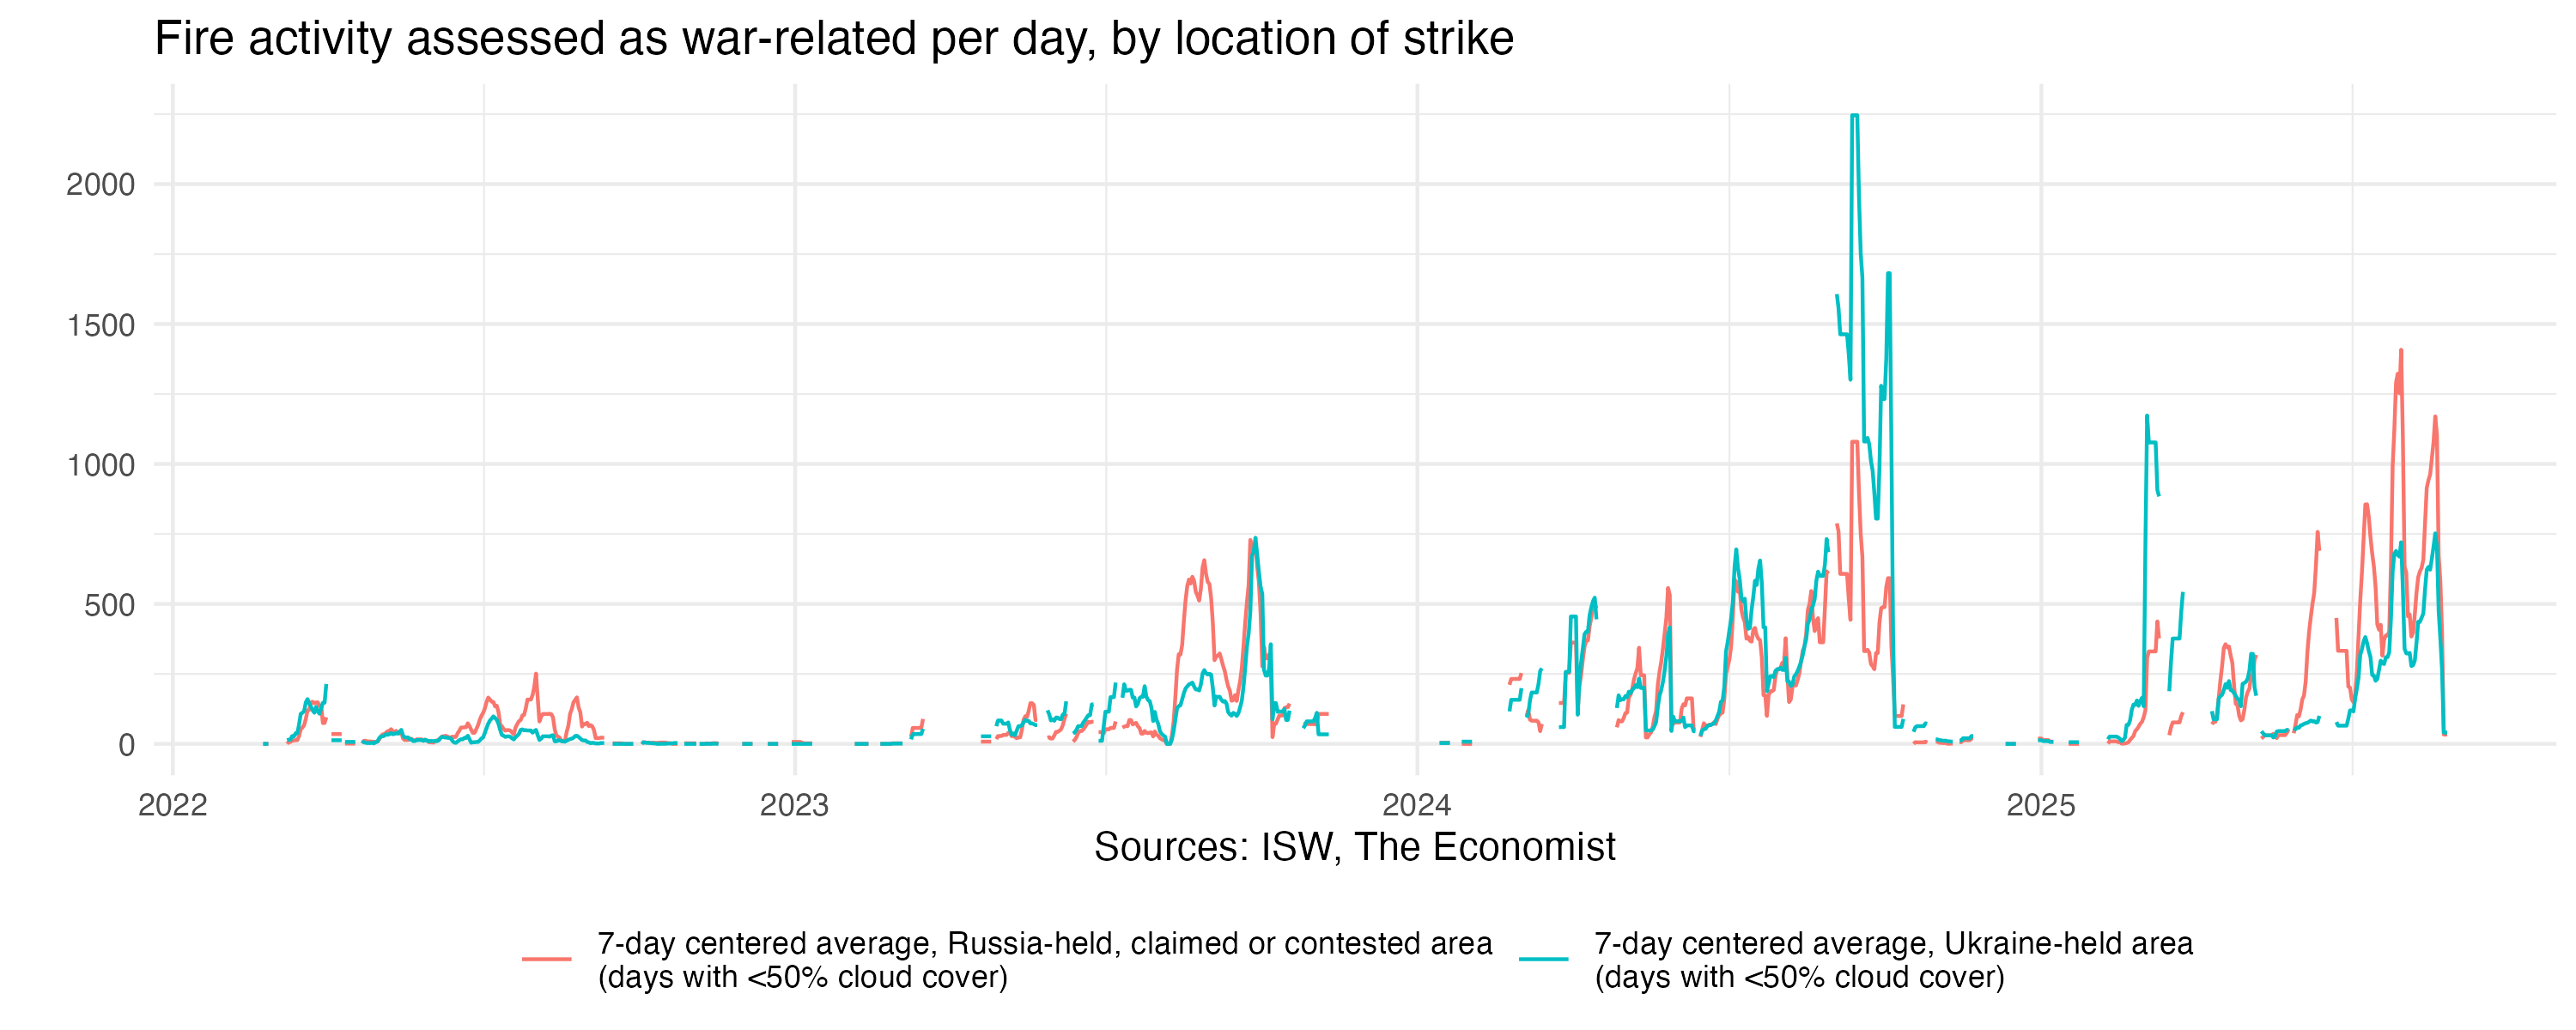 Fire activity assessed as war-related per day, by location of strike
2000
1500
1000
500
0
2022
2023
2024
2025
Sources: ISW, The Economist
7-day centered average, Russia-held, claimed or contested area
(days with <50% cloud cover)
7-day centered average, Ukraine-held area
(days with <50% cloud cover)